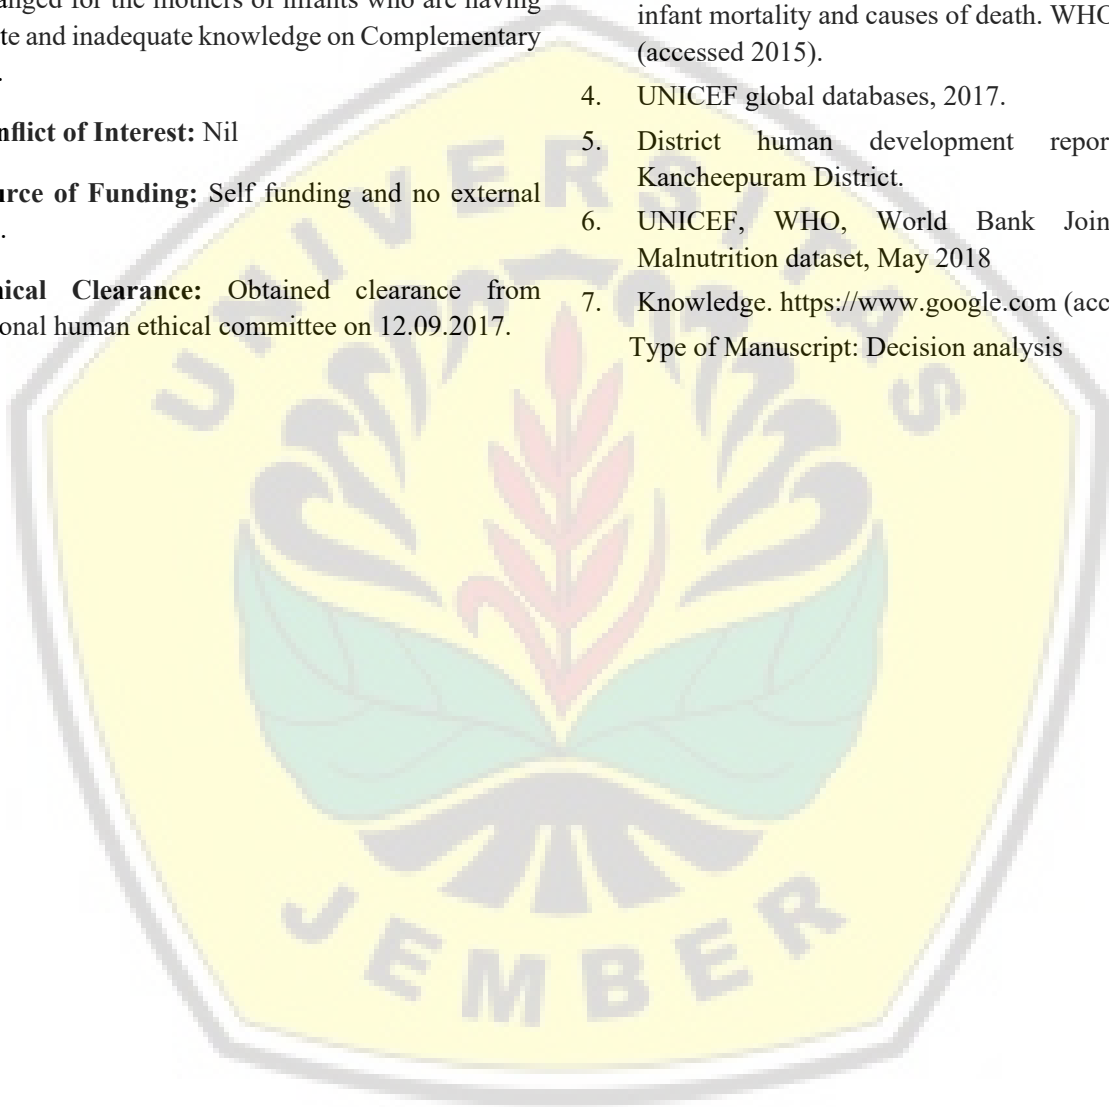 anged for the mothers of infants who are having
te and inadequate knowledge on Complementary
.
nflict of Interest: Nil
urce of Funding: Self funding and no external
.
nical Clearance: Obtained clearance from
onal human ethical committee on 12.09.2017.
infant mortality and causes of death. WHO
(accessed 2015).
4. UNICEF global databases, 2017.
5. District human development repor
Kancheepuram District.
6. UNICEF, WHO, World Bank Join
Malnutrition dataset, May 2018
7. Knowledge. https://www.google.com (acc
Type of Manuscript: Decision analysis
UNIVERSITAS
JEMBER